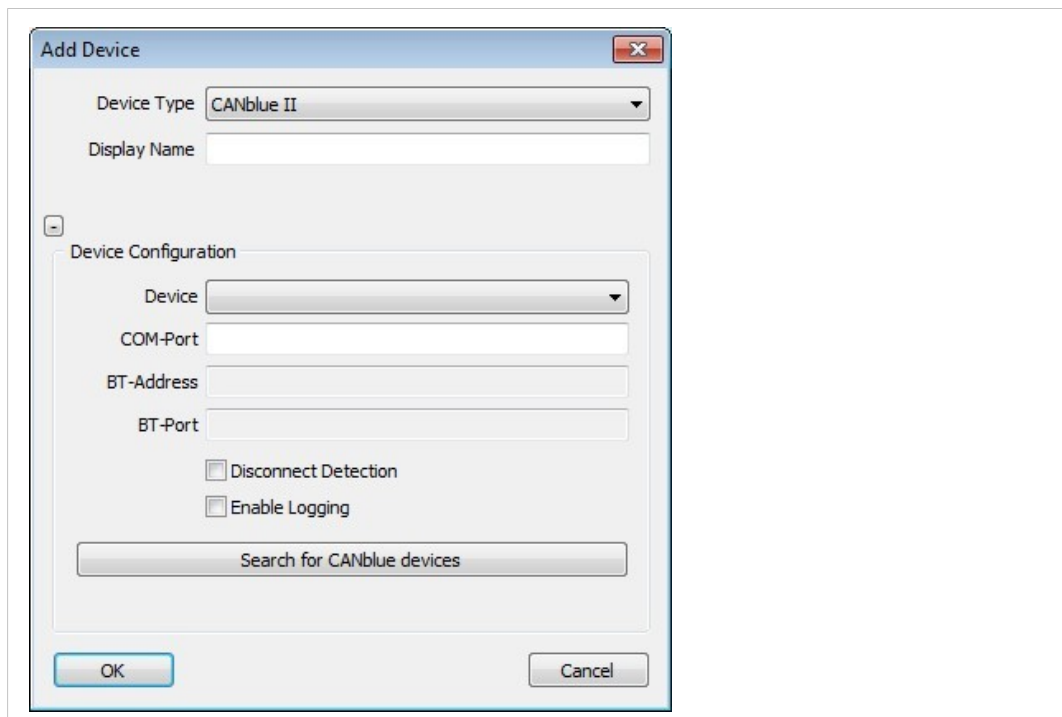 Add Device
Device Type CANblue II
Display Name
-
Device Configuration
Device
COM-Port
BT-Address
BT-Port
Disconnect Detection
Enable Logging
Search for CANblue devices
OK Cancel